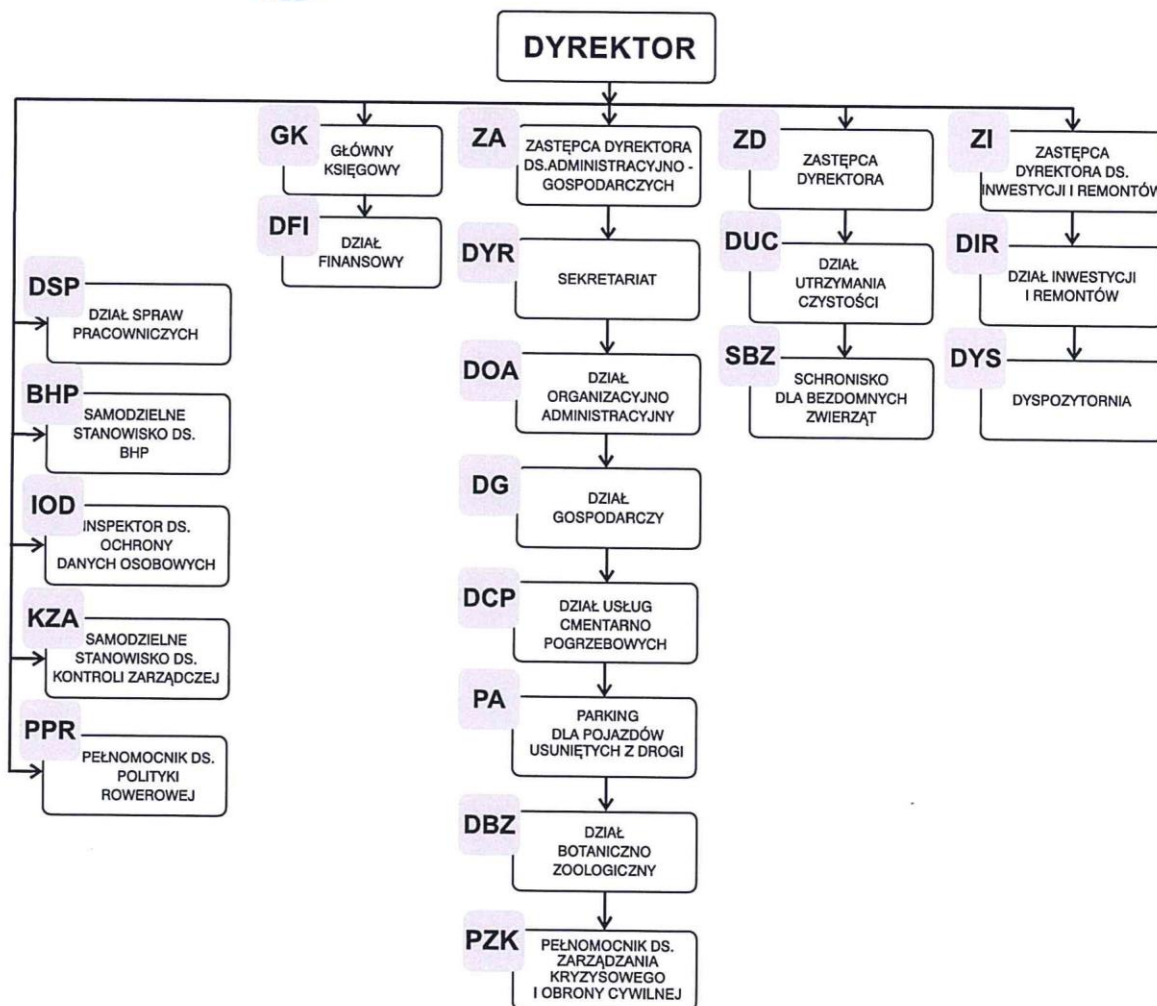 DYREKTOR
GK
GŁÓWNY
KSIĘGOWY
DFI
DZIAŁ
FINANSOWY
ZA
ZASTĘPCA DYREKTORA
DS.ADMINISTRACYJNO -
GOSPODARCZYCH
DYR
SEKRETARIAT
DOA
DZIAŁ
ORGANIZACYJNO
ADMINISTRACYJNY
DG
DZIAŁ
GOSPODARCZY
DCP
DZIAŁ USŁUG
CMENTARNO
POGRZEBOWYCH
PA
PARKING
DLA POJAZDÓW
USUNIĘTYCH Z DROGI
DBZ
DZIAŁ
BOTANICZNO
ZOOLOGICZNY
PZK
PEŁNOMOCNIK DS.
ZARZĄDZANIA
KRYZYSOWEGO
I OBRONY CYWILNEJ
ZD
ZASTĘPCA
DYREKTORA
DUC
DZIAŁ
UTRZYMANIA
CZYSTOŚCI
SBZ
SCHRONISKO
DLA BEZDOMNYCH
ZWIERZĄT
ZI
ZASTĘPCA
DYREKTORA DS.
INWESTYCJI I REMONTÓW
DIR
DZIAŁ INWESTYCJI
I REMONTÓW
DYS
DYSPOZYTORNIA
DSP
DZIAŁ SPRAW
PRACOWNICZYCH
BHP
SAMODZIELNE
STANOWISKO DS.
BHP
IOD
INSPEKTOR DS.
OCHRONY
DANYCH OSOBOWYCH
KZA
SAMODZIELNE
STANOWISKO DS.
KONTROLI ZARZĄDCZEJ
PPR
PEŁNOMOCNIK DS.
POLITYKI
ROWEROWEJ